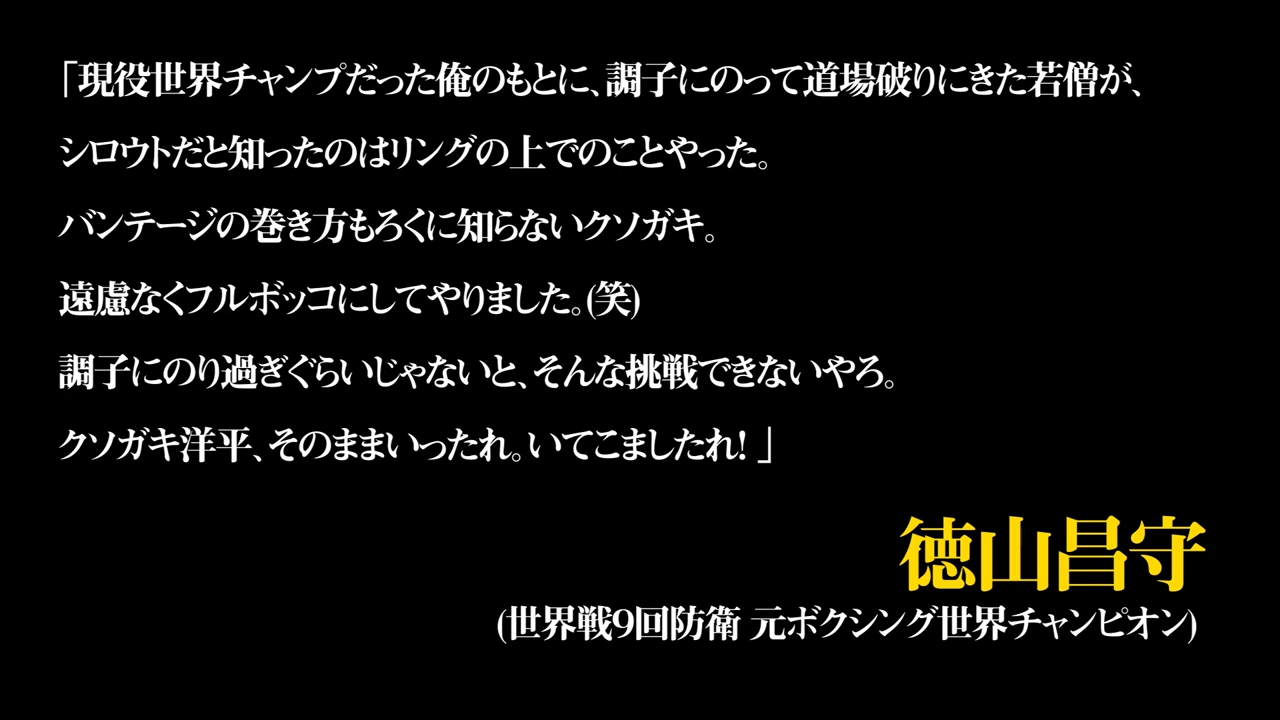 「現役世界チャンプだった俺のもとに、調子にのって道場破りにきた若僧が、
シロウトだと知ったのはリングの上でのことやった。
バンテージの巻き方もろくに知らないクソガキ。
遠慮なくフルボッコにしてやりました。(笑)
調子にのり過ぎぐらいじゃないと、そんな挑戦できないやろ。
クソガキ洋平、そのままいったれ。いてこましたれ! 」
徳山昌守
(世界戦9回防衛 元ボクシング世界チャンピオン)